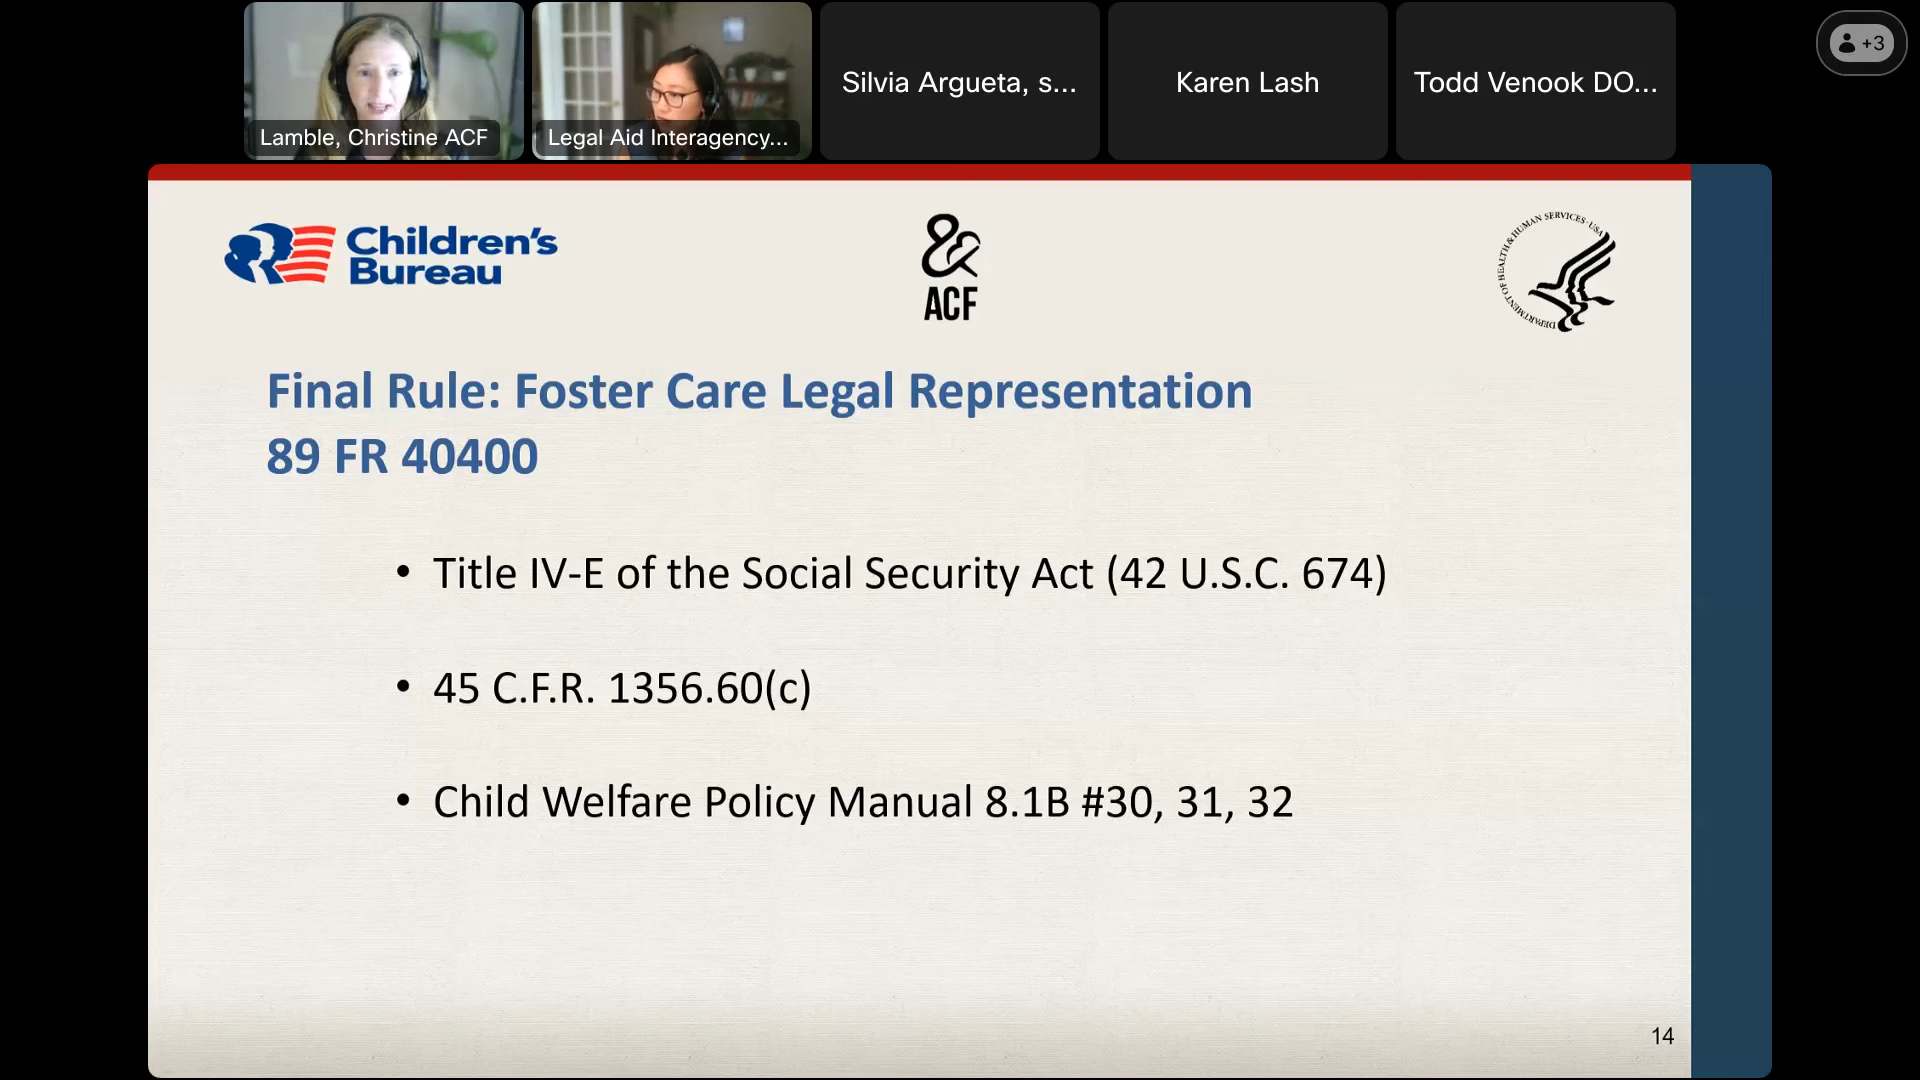 Lamble, Christine ACF
Legal Aid Interagency...
Silvia Argueta, s...
Karen Lash
Todd Venook DO...
+3
Children's
Bureau
&
ACF
DEPARTMENT OF HEALTH & HUMAN SERVICES · USA
Final Rule: Foster Care Legal Representation
89 FR 40400
• Title IV-E of the Social Security Act (42 U.S.C. 674)
• 45 C.F.R. 1356.60(c)
• Child Welfare Policy Manual 8.1B #30, 31, 32
14